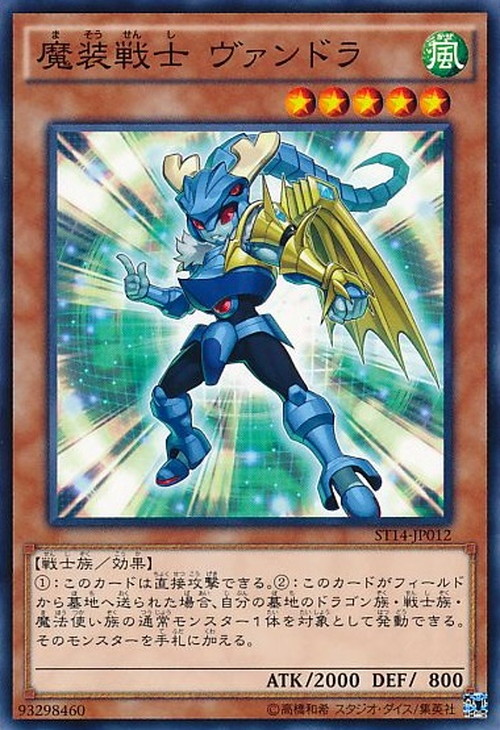 魔装戦士 ヴァンドラ
風
ST14-JP012
【戦士族／効果】
①：このカードは直接攻撃できる。②：このカードがフィールド
から墓地へ送られた場合、自分の墓地のドラゴン族・戦士族・
魔法使い族の通常モンスター１体を対象として発動できる。
そのモンスターを手札に加える。
ATK/2000 DEF/ 800
93298460
©高橋和希 スタジオ・ダイス/集英社